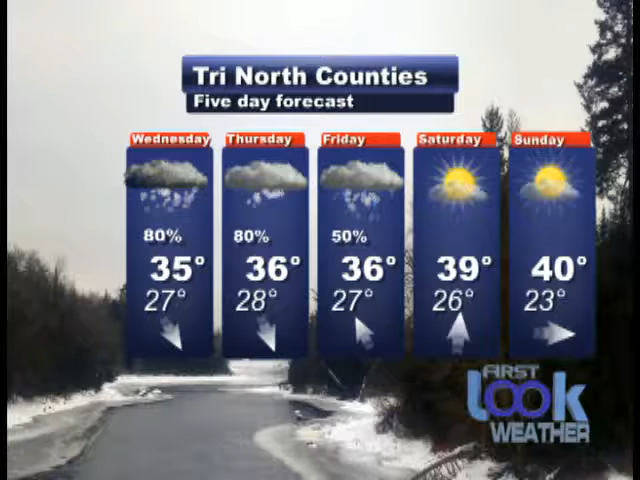 Tri North Counties
Five day forecast
Wednesday Thursday Friday Saturday Sunday
80% 80% 50%
35° 36° 36° 39° 40°
27° 28° 27° 26° 23°
FIRST
LOOK
WEATHER